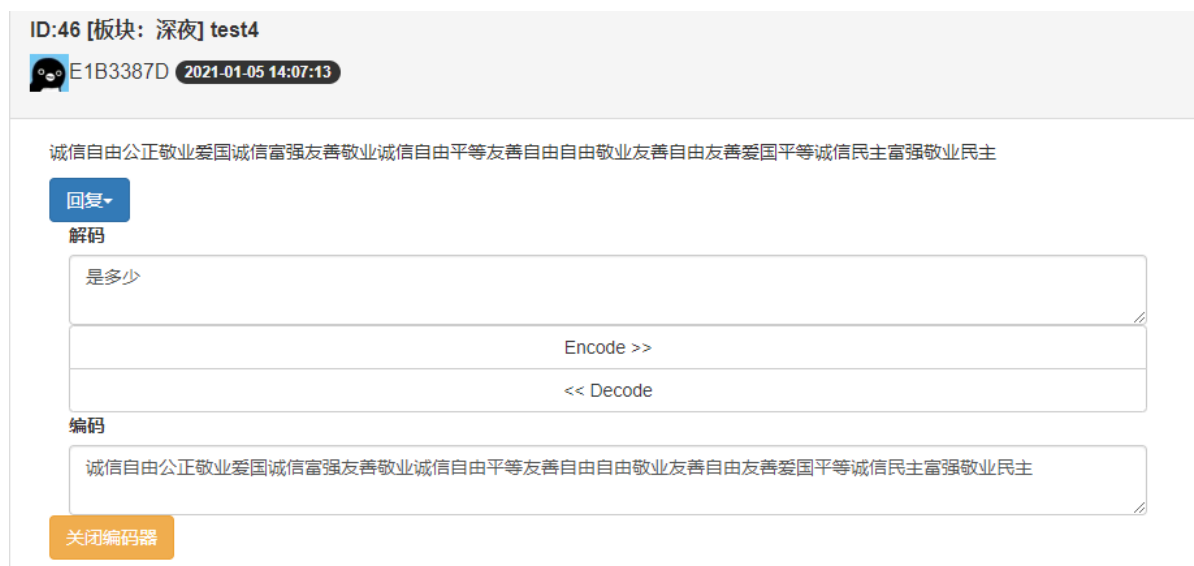 ID:46 [板块：深夜] test4
E1B3387D 2021-01-05 14:07:13
诚信自由公正敬业爱国诚信富强友善敬业诚信自由平等友善自由自由敬业友善自由友善爱国平等诚信民主富强敬业民主
回复
解码
是多少
Encode >>
<< Decode
编码
诚信自由公正敬业爱国诚信富强友善敬业诚信自由平等友善自由自由敬业友善自由友善爱国平等诚信民主富强敬业民主
关闭编码器